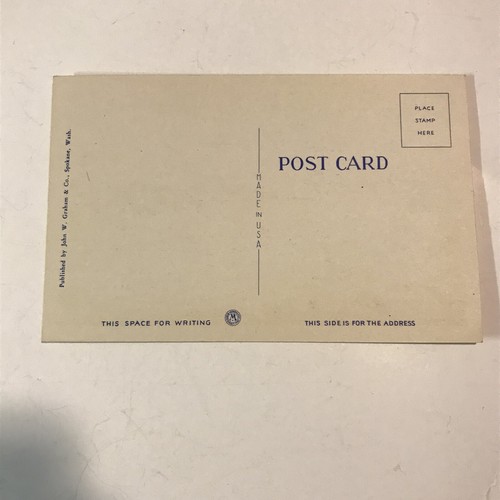 Published by John W. Graham & Co., Spokane, Wash.
PLACE
STAMP
HERE
POST CARD
MADE IN USA
THIS SPACE FOR WRITING
THIS SIDE IS FOR THE ADDRESS